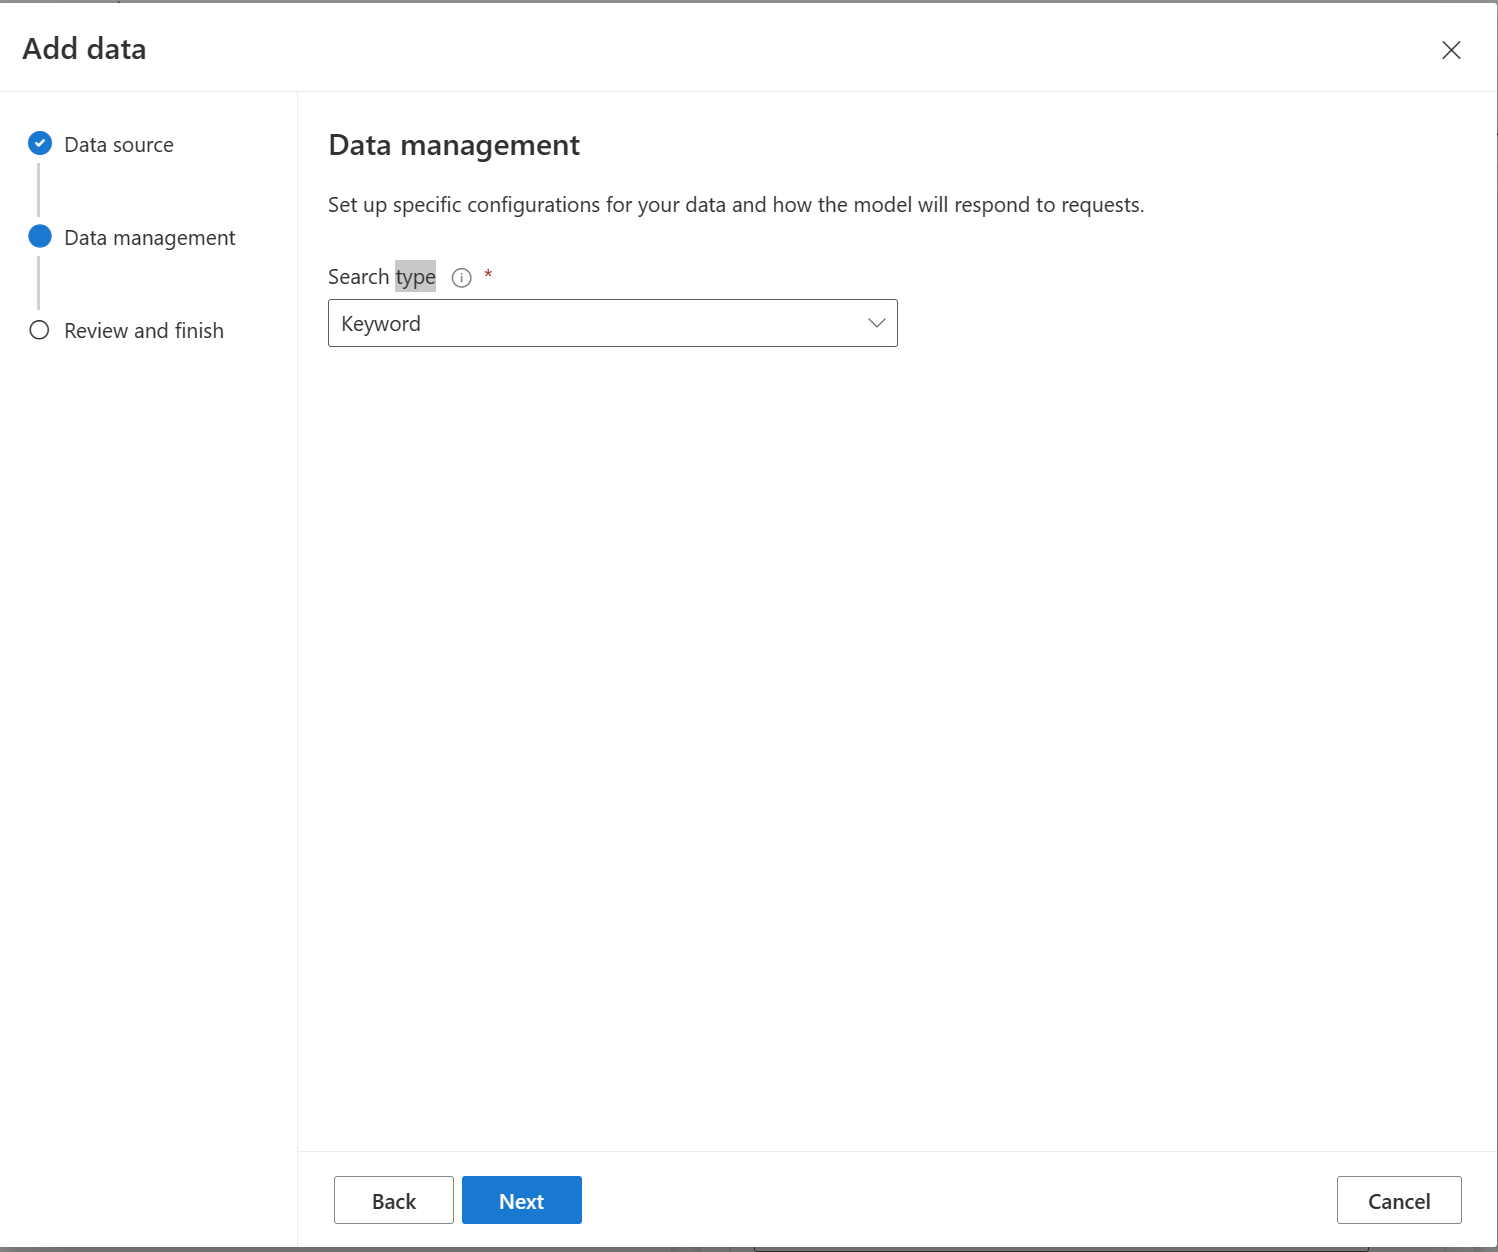 Add data
Data source
Data management
Review and finish
Data management
Set up specific configurations for your data and how the model will respond to requests.
Search type *
Keyword
Back
Next
Cancel